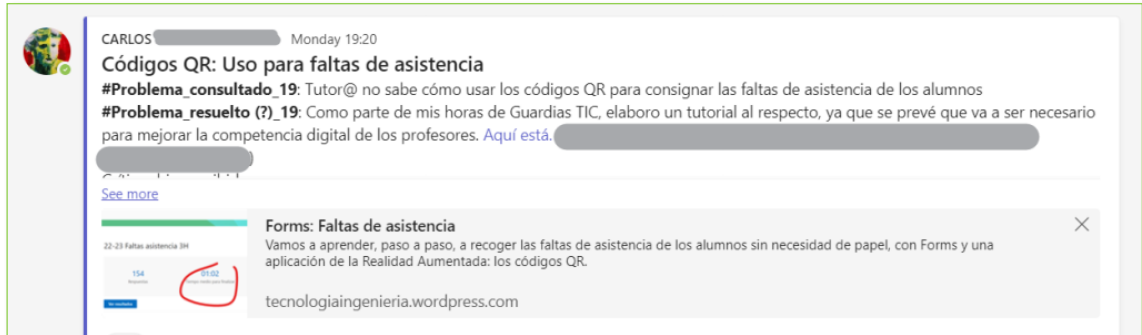 CARLOS Monday 19:20
Códigos QR: Uso para faltas de asistencia
#Problema_consultado_19: Tutor@ no sabe cómo usar los códigos QR para consignar las faltas de asistencia de los alumnos
#Problema_resuelto (?)_19: Como parte de mis horas de Guardias TIC, elaboro un tutorial al respecto, ya que se prevé que va a ser necesario
para mejorar la competencia digital de los profesores. Aquí está.
)
See more
Forms: Faltas de asistencia
Vamos a aprender, paso a paso, a recoger las faltas de asistencia de los alumnos sin necesidad de papel, con Forms y una
aplicación de la Realidad Aumentada: los códigos QR.
tecnologiaingenieria.wordpress.com
22-23 Faltas asistencia 3H
154 01:02
Respuestas
Ver resultados